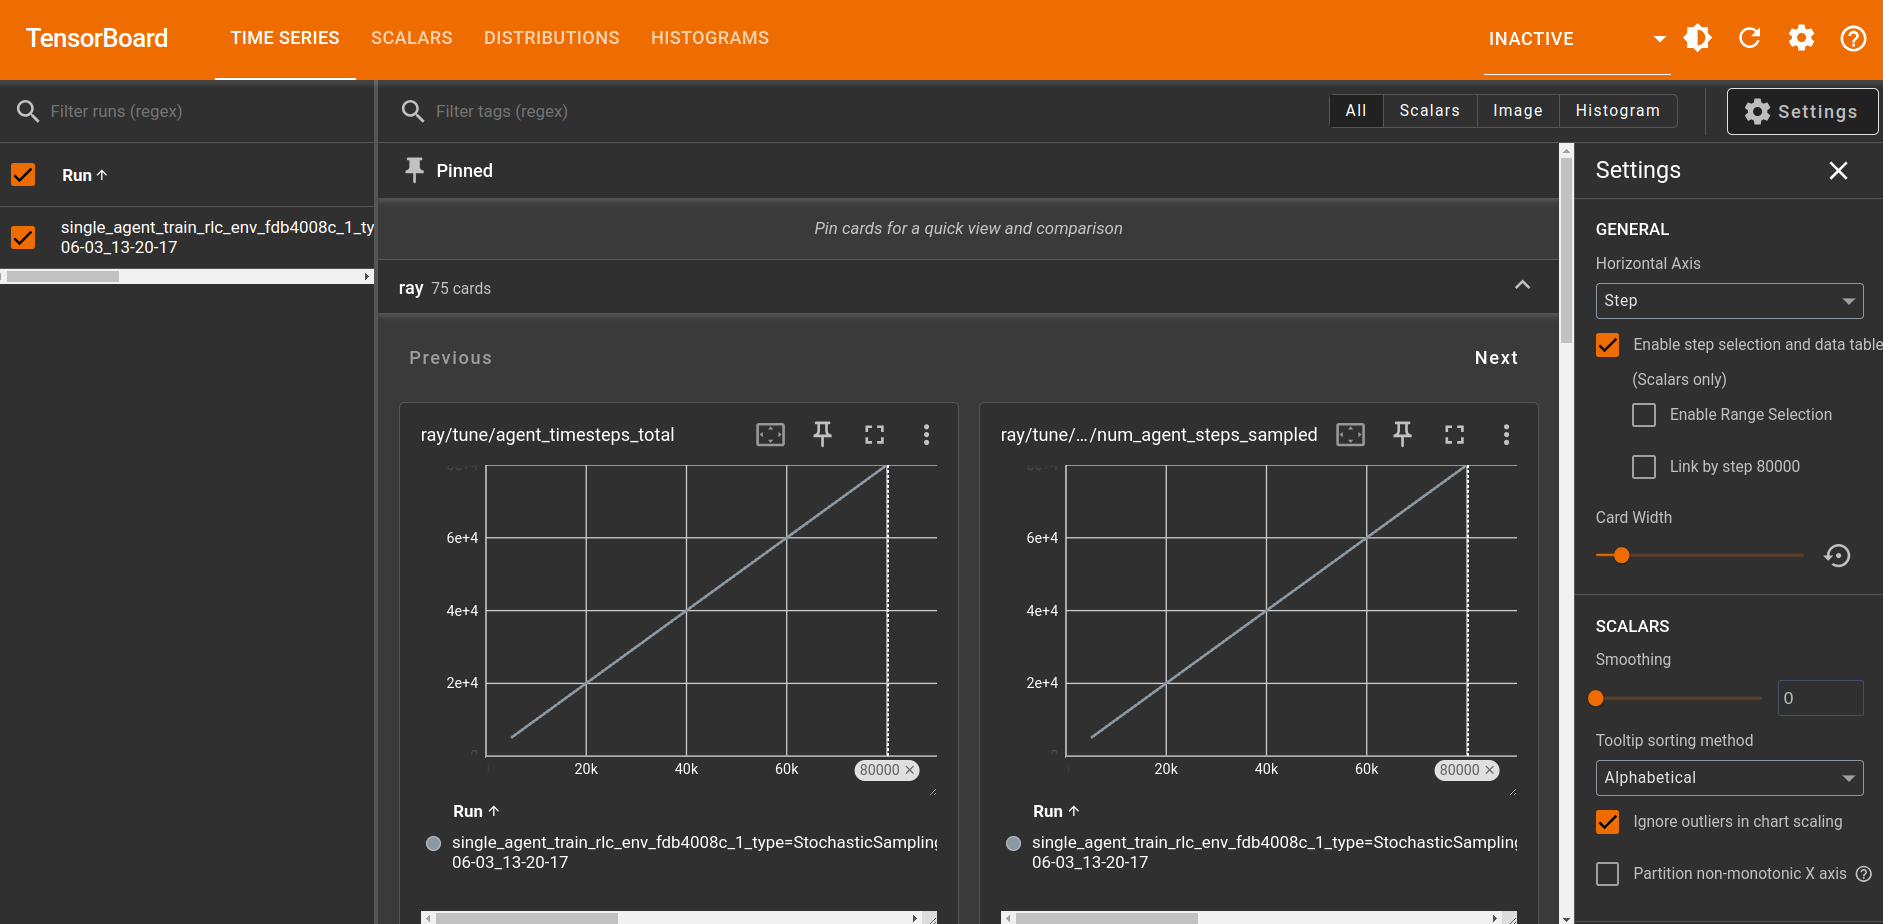 TensorBoard
TIME SERIES
SCALARS
DISTRIBUTIONS
HISTOGRAMS
INACTIVE
Filter runs (regex)
Filter tags (regex)
All
Scalars
Image
Histogram
Settings
Run ↑
single_agent_train_rlc_env_fdb4008c_1_ty
06-03_13-20-17
Pinned
Pin cards for a quick view and comparison
ray 75 cards
Previous
Next
ray/tune/agent_timesteps_total
6e+4
4e+4
2e+4
0
20k
40k
60k
80000 ×
Run ↑
single_agent_train_rlc_env_fdb4008c_1_type=StochasticSampling
06-03_13-20-17
ray/tune/…/num_agent_steps_sampled
6e+4
4e+4
2e+4
0
20k
40k
60k
80000 ×
Run ↑
single_agent_train_rlc_env_fdb4008c_1_type=StochasticSampling
06-03_13-20-17
Settings
GENERAL
Horizontal Axis
Step
Enable step selection and data table
(Scalars only)
Enable Range Selection
Link by step 80000
Card Width
SCALARS
Smoothing
0
Tooltip sorting method
Alphabetical
Ignore outliers in chart scaling
Partition non-monotonic X axis